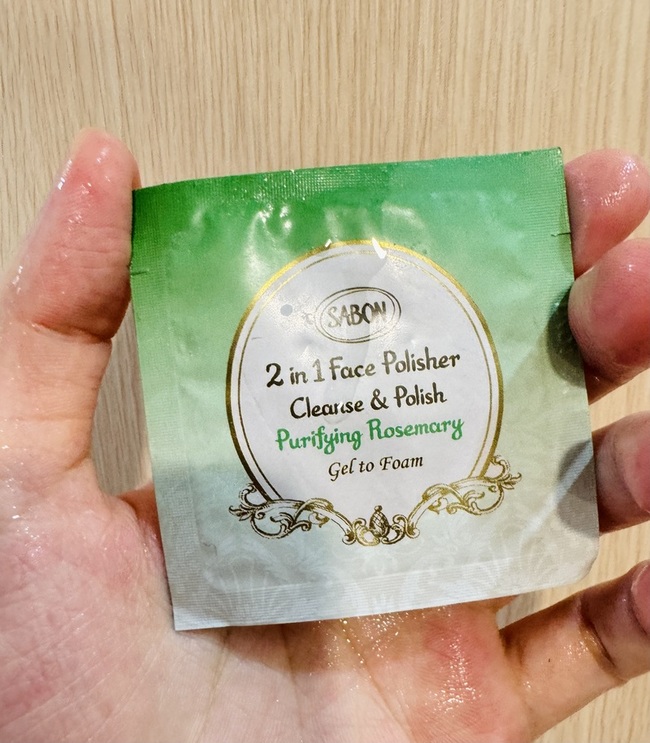 SABON
2 in 1 Face Polisher
Cleanse & Polish
Purifying Rosemary
Gel to Foam